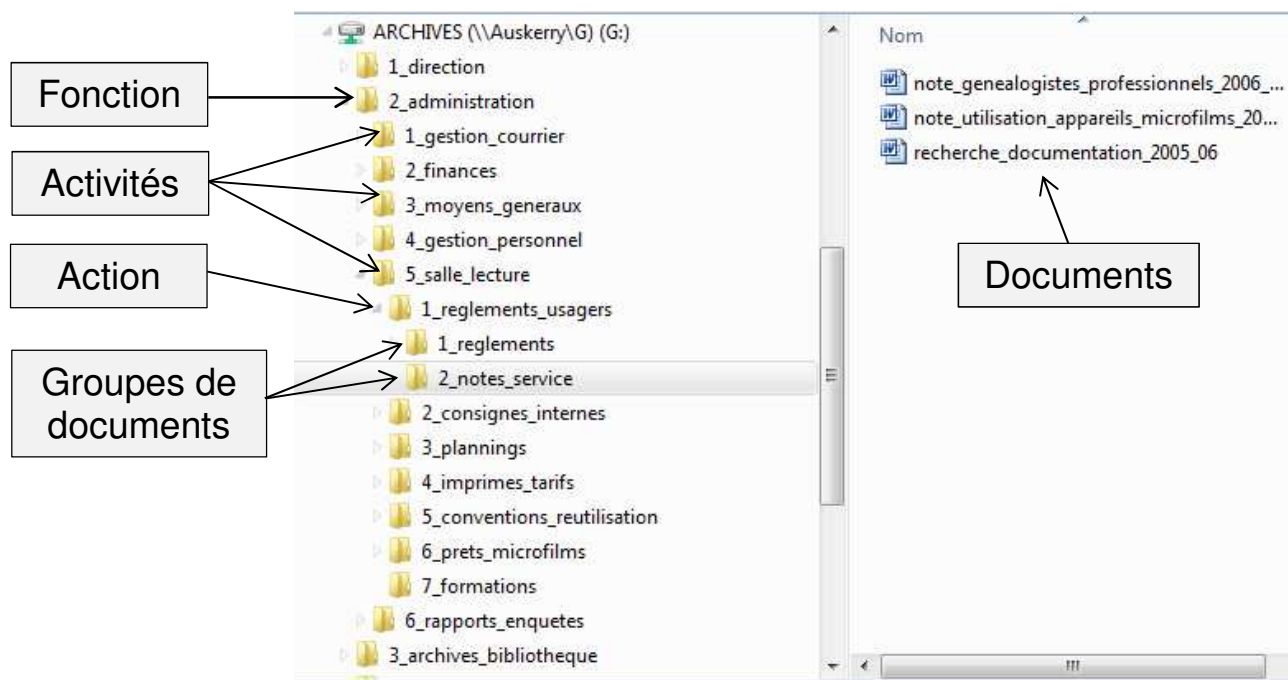 Fonction
Activités
Action
Groupes de
documents
ARCHIVES (\\Auskerry\G) (G:)
1_direction
2_administration
1_gestion_courrier
2_finances
3_moyens_generaux
4_gestion_personnel
5_salle_lecture
1_reglements_usagers
1_reglements
2_notes_service
2_consignes_internes
3_plannings
4_imprimes_tarifs
5_conventions_reutilisation
6_prets_microfilms
7_formations
6_rapports_enquetes
3_archives_bibliotheque
Nom
note_genealogistes_professionnels_2006_...
note_utilisation_appareils_microfilms_20...
recherche_documentation_2005_06
Documents